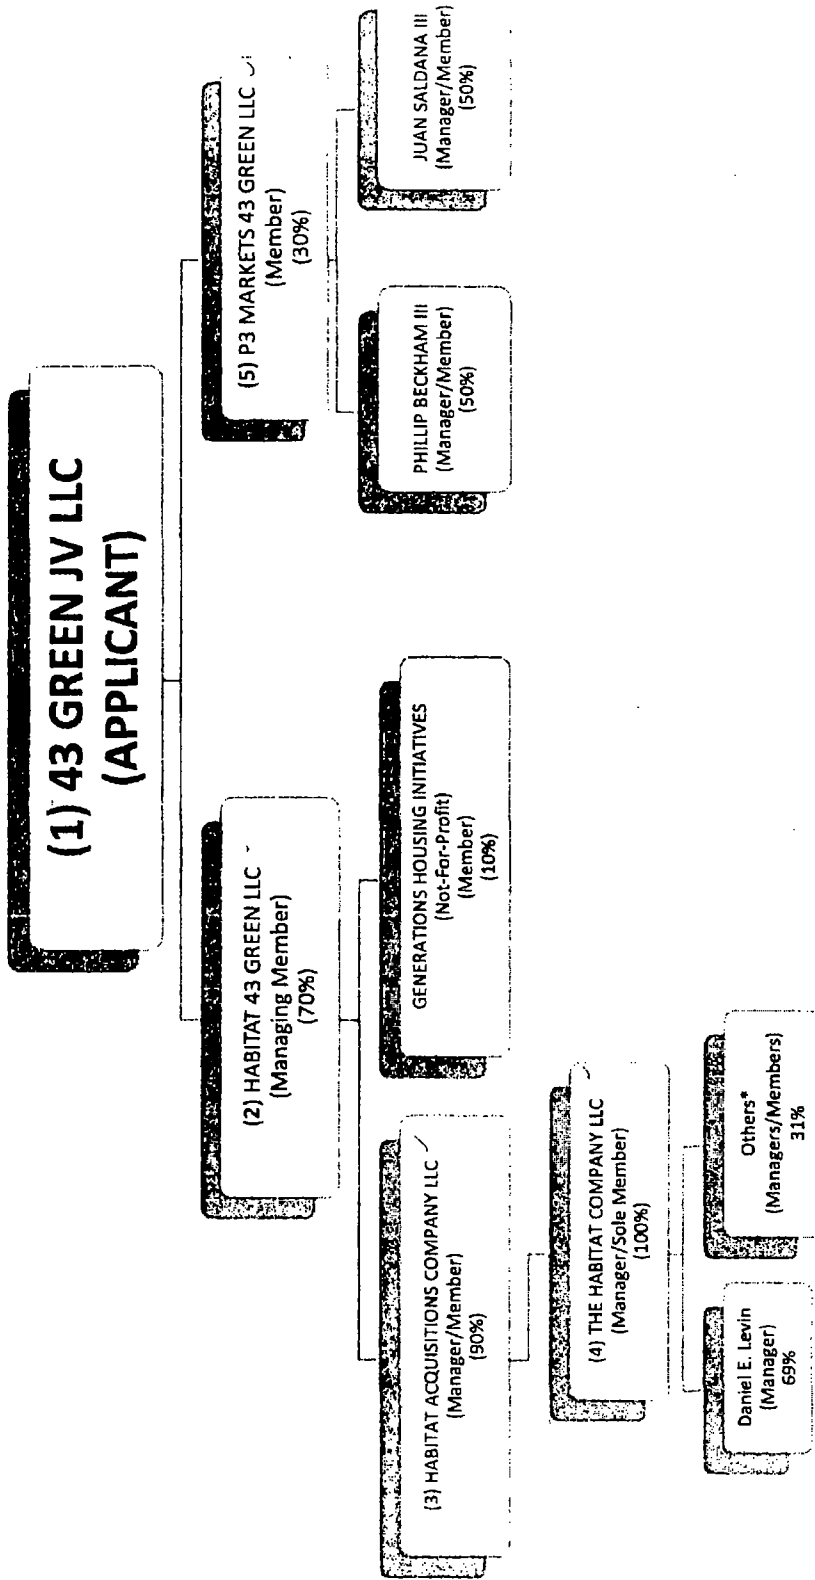 (1) 43 GREEN JV LLC
(APPLICANT)
(2) HABITAT 43 GREEN LLC
(Managing Member)
(70%)
(5) P3 MARKETS 43 GREEN LLC
(Member)
(30%)
(3) HABITAT ACQUISITIONS COMPANY LLC
(Manager/Member)
(90%)
GENERATIONS HOUSING INITIATIVES
(Not-For-Profit)
(Member)
(10%)
PHILLIP BECKHAM III
(Manager/Member)
(50%)
JUAN SALDANA III
(Manager/Member)
(50%)
(4) THE HABITAT COMPANY LLC
(Manager/Sole Member)
(100%)
Daniel E. Levin
(Manager)
69%
Others*
(Managers/Members)
31%